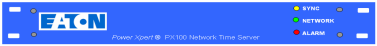 SYNC
EATON
NETWORK
Power Xpert® PX100 Network Time Server
ALARM